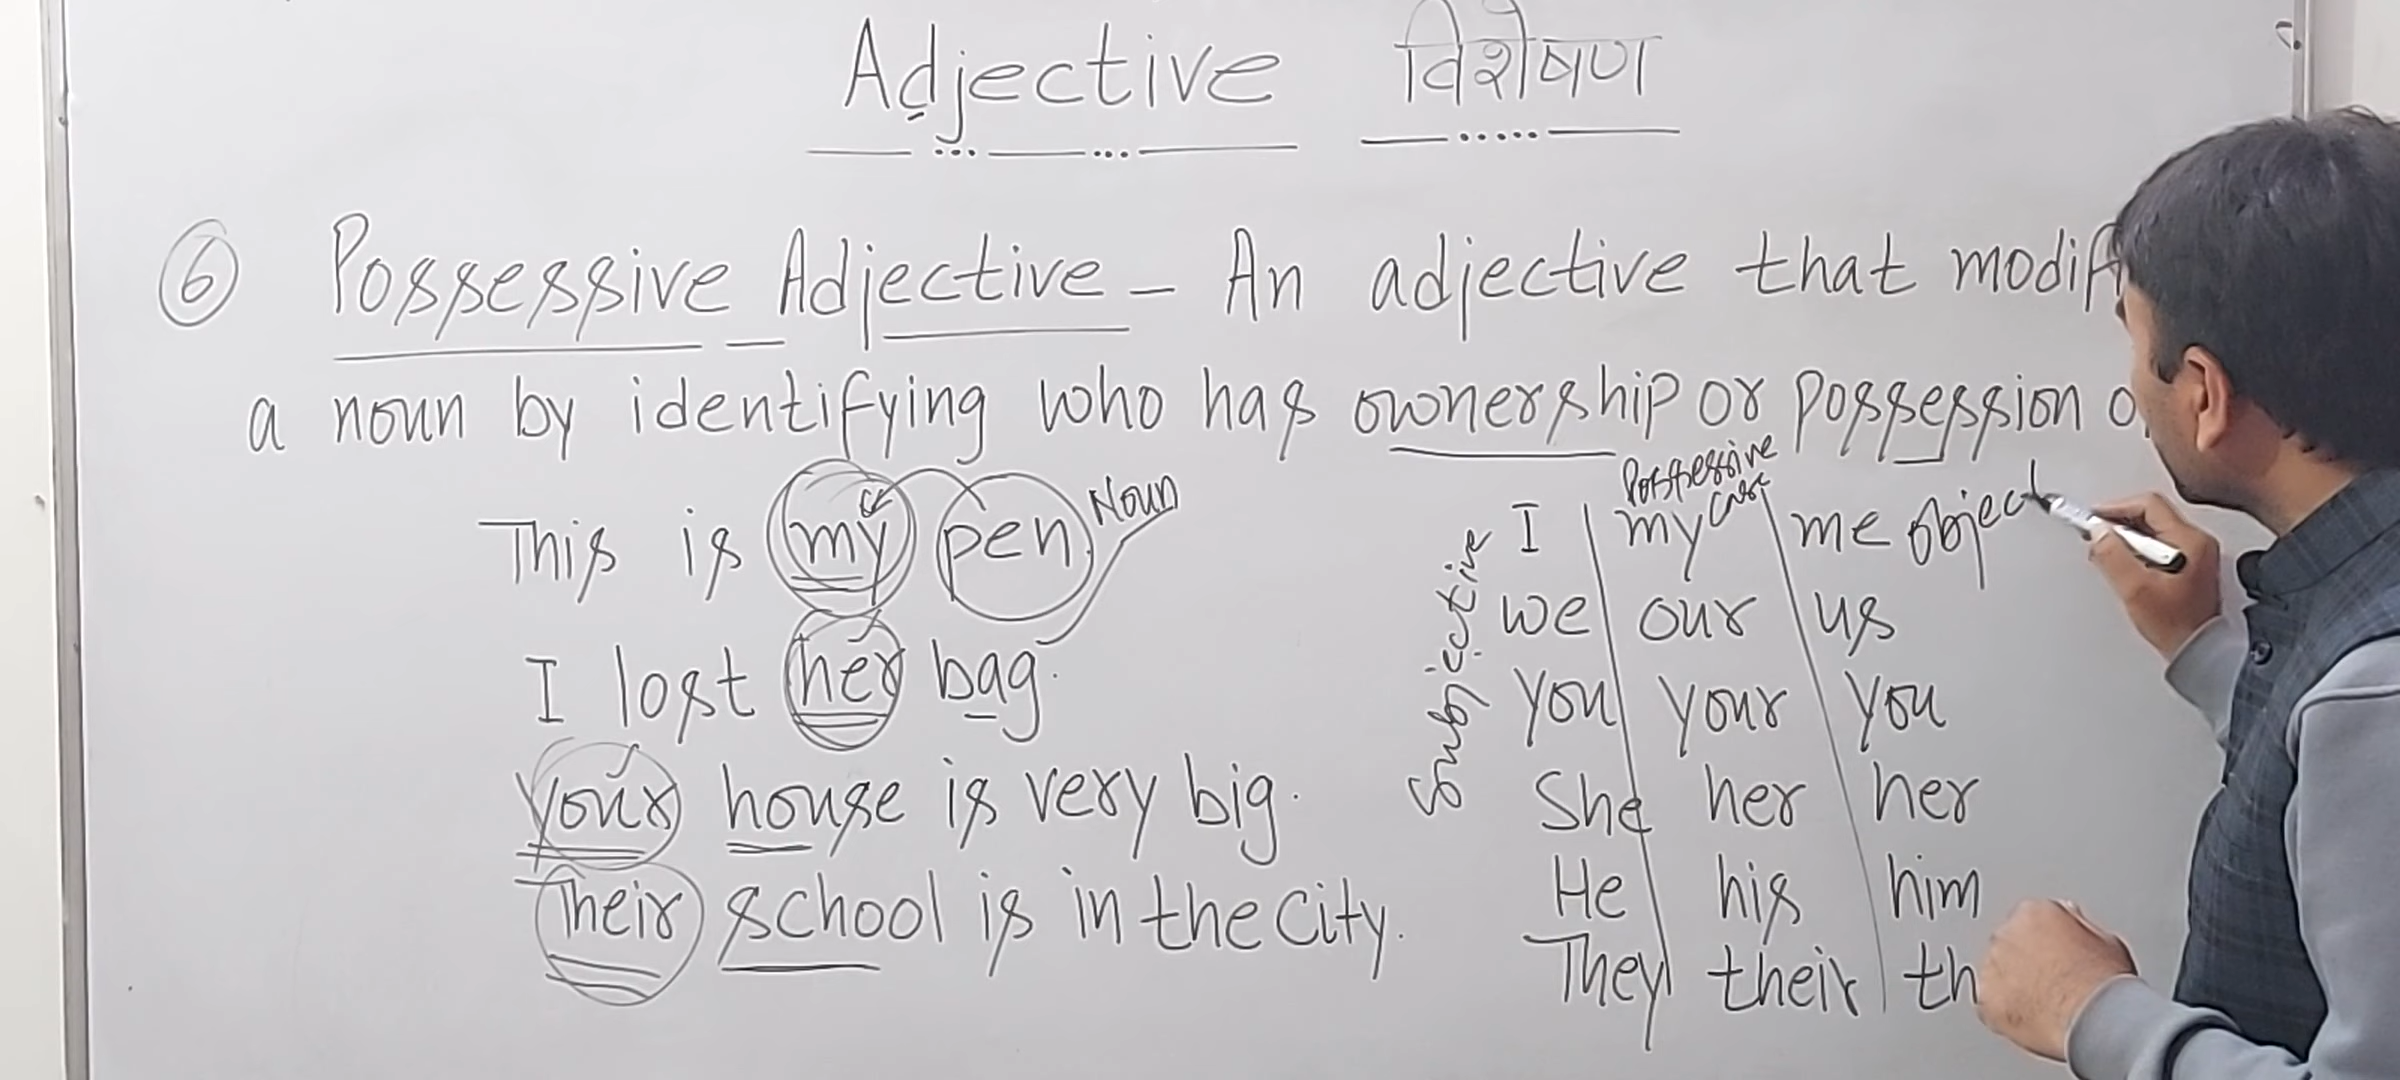 Adjective विशेषण
⑥ Possessive Adjective – An adjective that modif
a noun by identifying who has ownership or possession o
This is my pen. Noun
I lost her bag.
Your house is very big.
Their school is in the city.
Subjective
Possessive case
I my me object
we our us
you your you
She her her
He his him
They their th